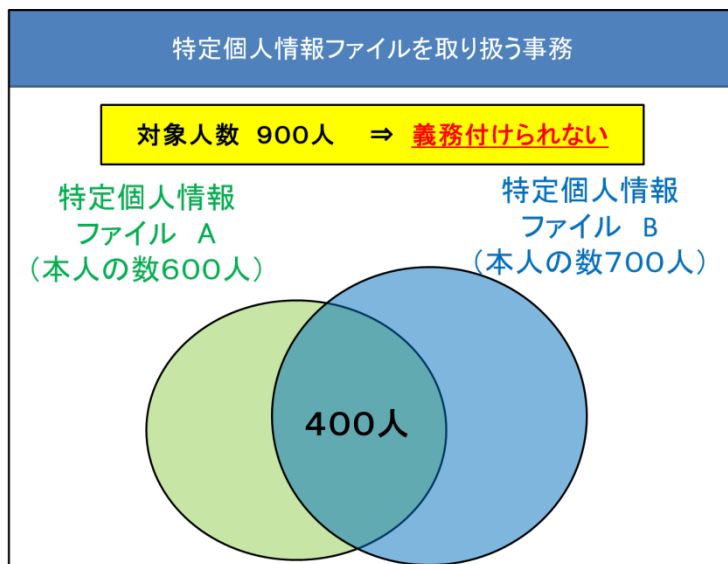 特定個人情報ファイルを取り扱う事務
対象人数 900人 ⇒ 義務付けられない
特定個人情報
ファイル A
（本人の数600人）
特定個人情報
ファイル B
（本人の数700人）
400人